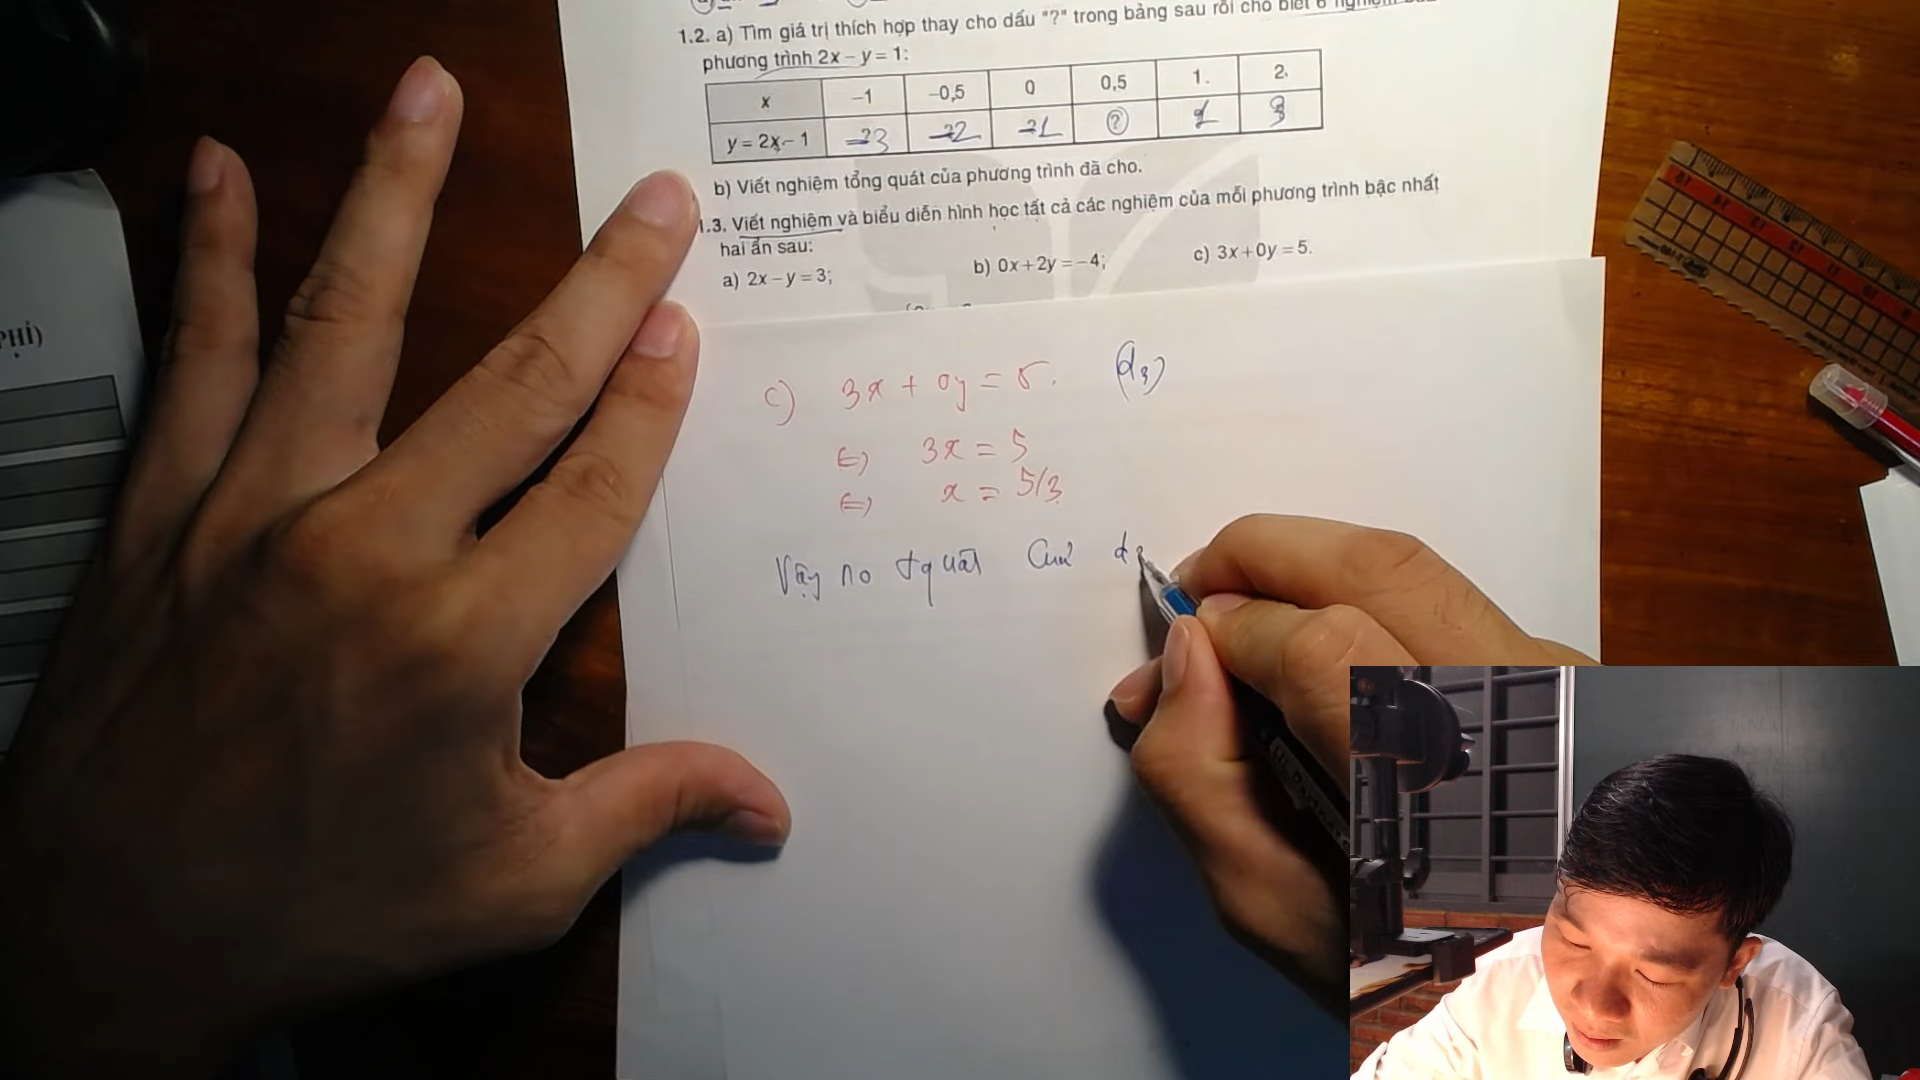 1.2. a) Tìm giá trị thích hợp thay cho dấu "?" trong bảng sau rồi cho biết 6 nghiệm
phương trình 2x – y = 1:
x –1 –0,5 0 0,5 1 2
y = 2x – 1 –3 –2 –1 ? 1 3
b) Viết nghiệm tổng quát của phương trình đã cho.
1.3. Viết nghiệm và biểu diễn hình học tất cả các nghiệm của mỗi phương trình bậc nhất
hai ẩn sau:
a) 2x – y = 3; b) 0x + 2y = –4; c) 3x + 0y = 5.
PHÍ)
c) 3x + 0y = 5. (d3)
⇔ 3x = 5
⇔ x = 5/3.
Vậy no tquát của d